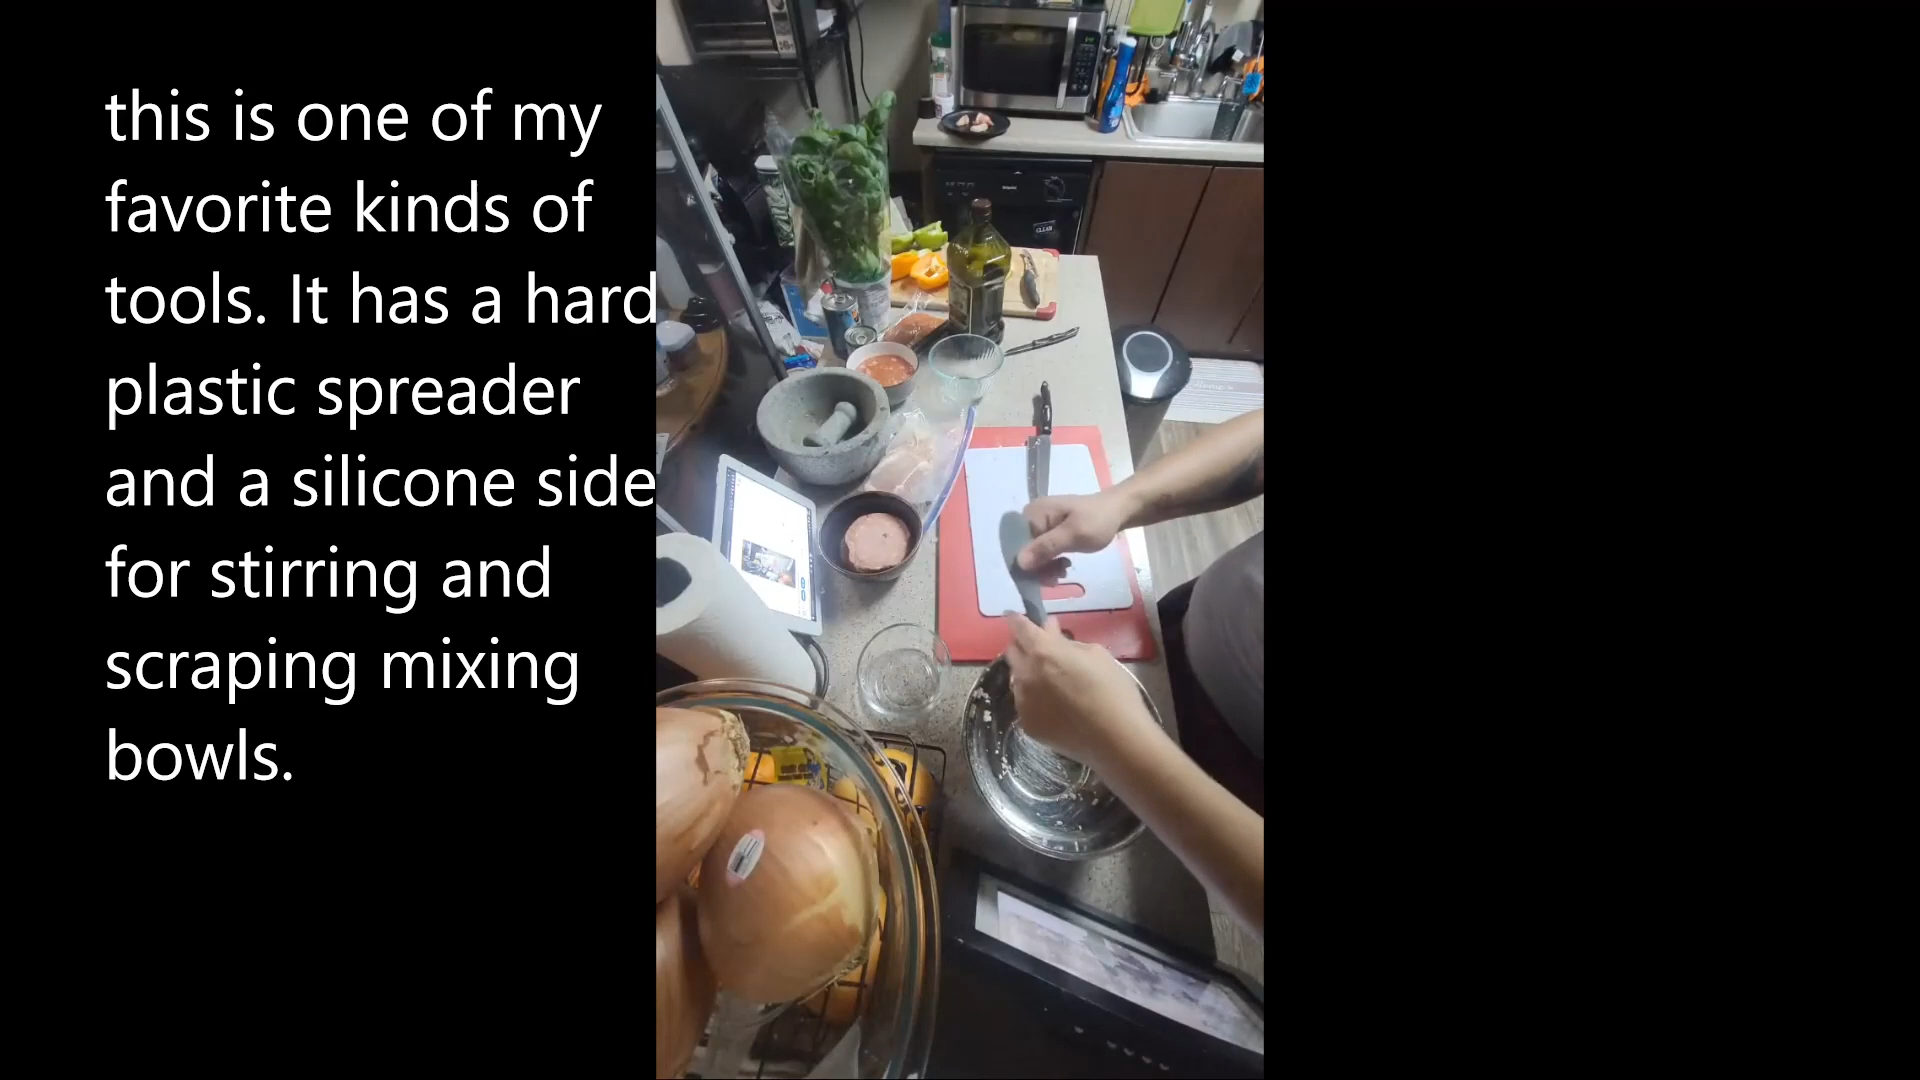 this is one of my
favorite kinds of
tools. It has a hard
plastic spreader
and a silicone side
for stirring and
scraping mixing
bowls.